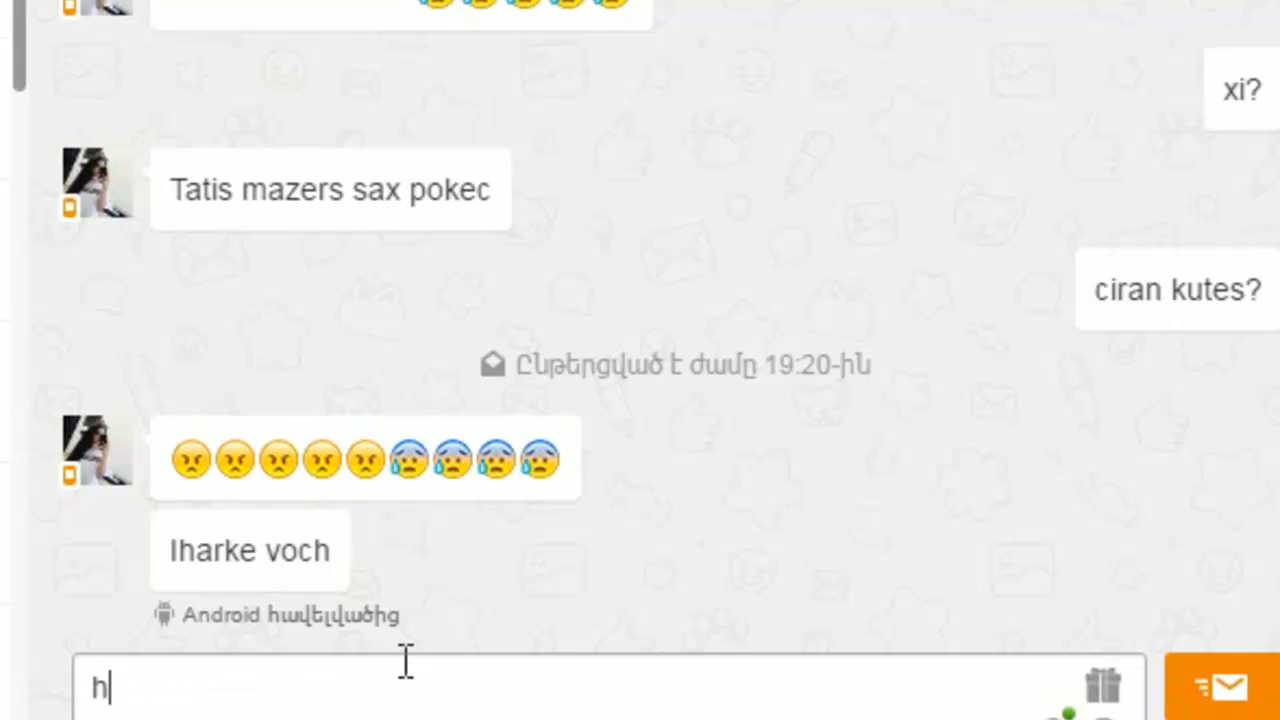 xi?
Tatis mazers sax pokec
ciran kutes?
Ընթերցված է ժամը 19:20-ին
😠😠😠😠😠😰😰😰😰
Iharke voch
Android հավելվածից
h